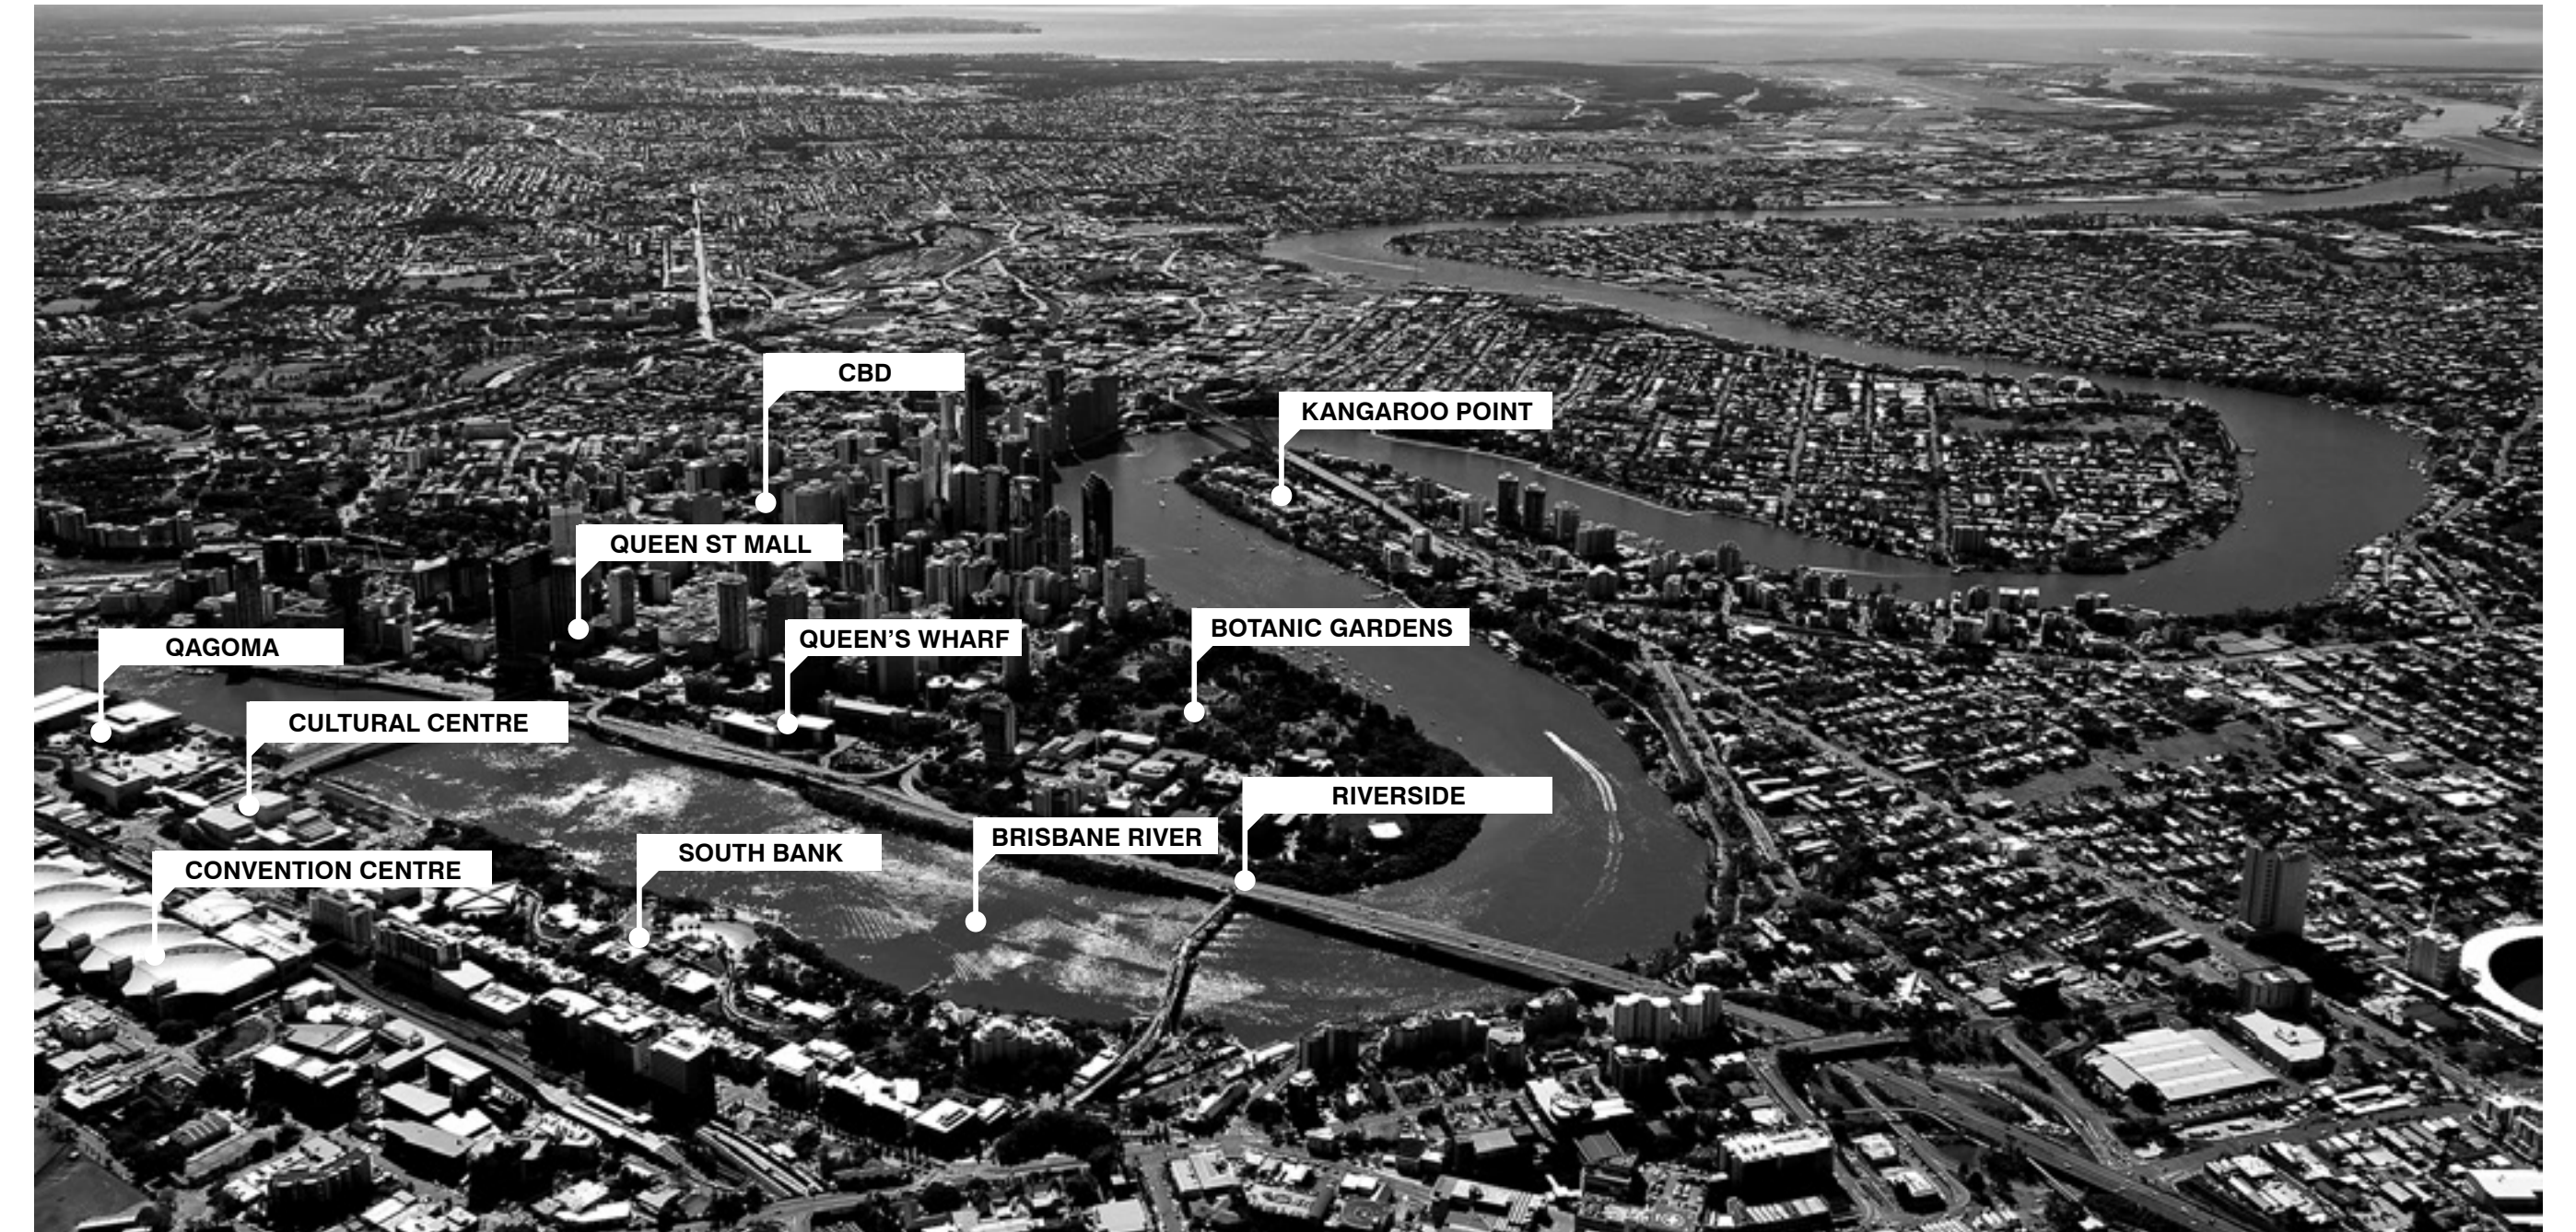 CBD
KANGAROO POINT
QUEEN ST MALL
BOTANIC GARDENS
QUEEN’S WHARF
QAGOMA
CULTURAL CENTRE
RIVERSIDE
BRISBANE RIVER
SOUTH BANK
CONVENTION CENTRE